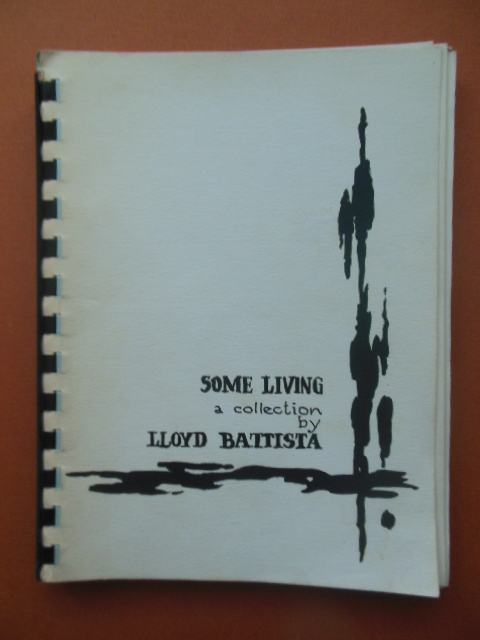 SOME LIVING
a collection
by
LLOYD BATTISTA